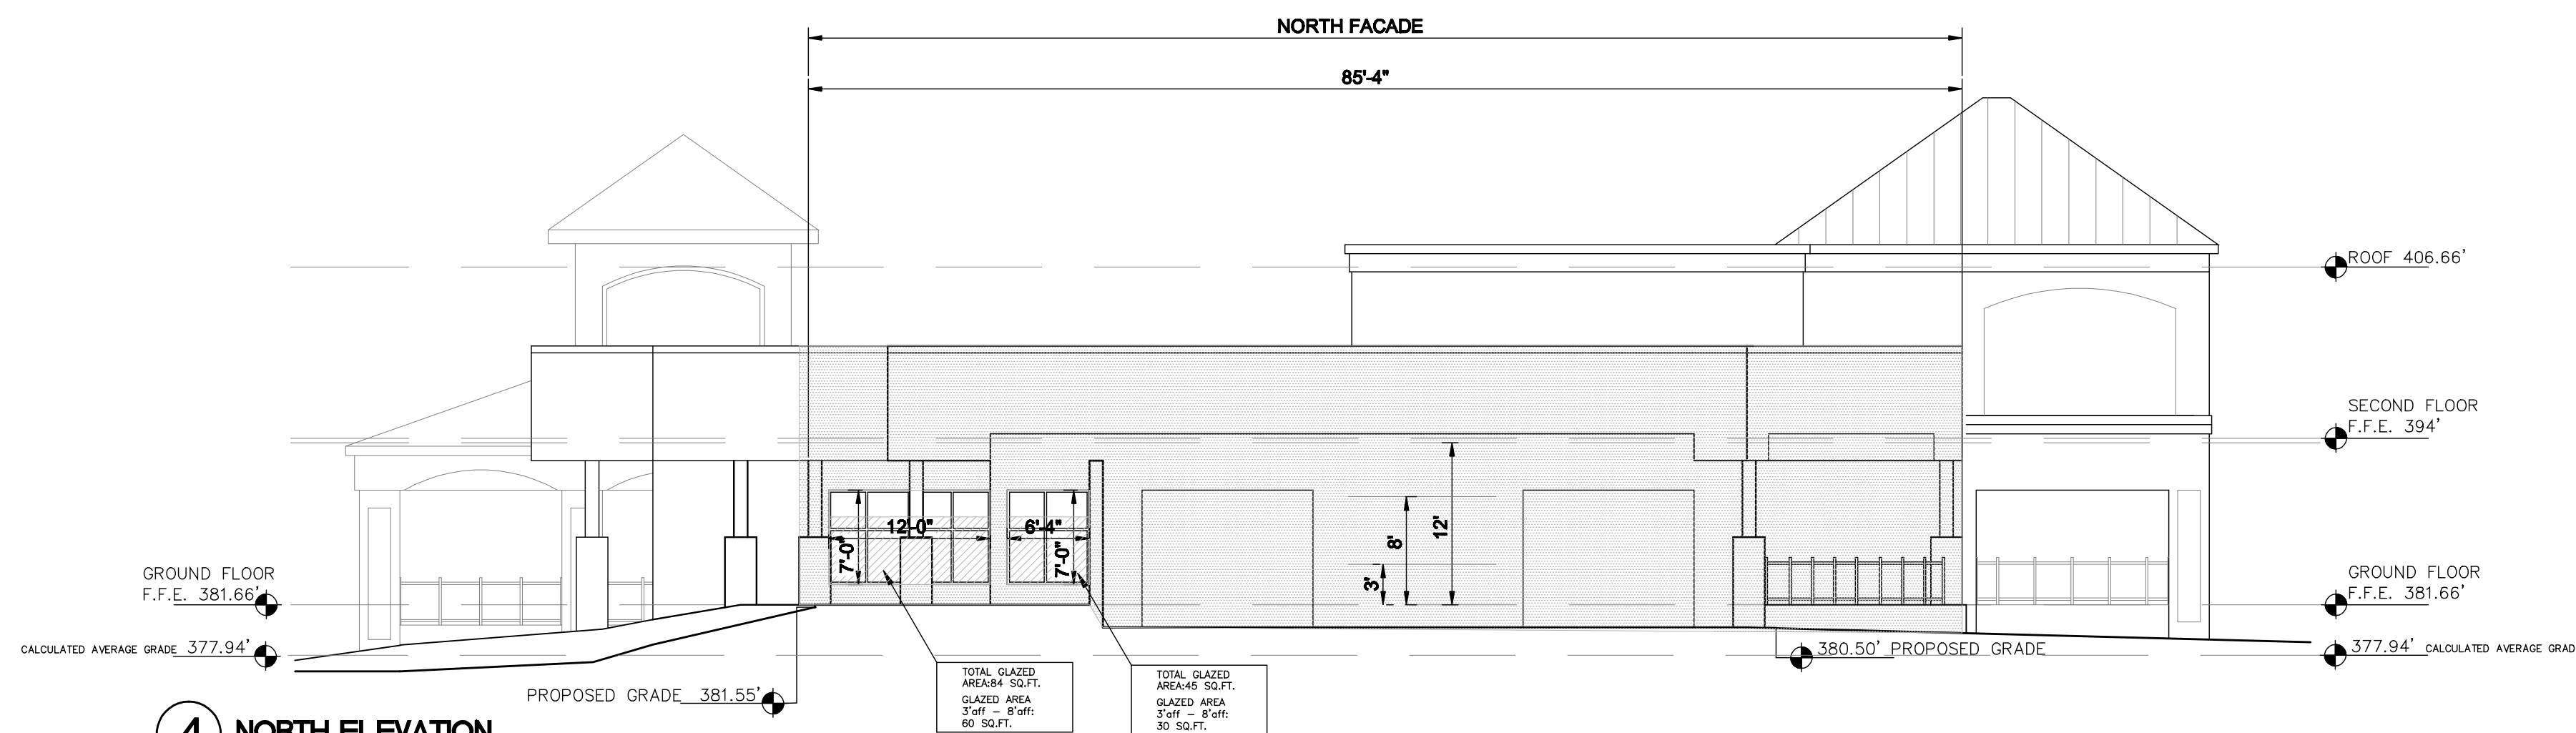 NORTH FACADE
85'-4"
ROOF 406.66'
SECOND FLOOR
F.F.E. 394'
12'-0"
6'-4"
7'-0"
7'-0"
8'
12'
3'
GROUND FLOOR
F.F.E. 381.66'
GROUND FLOOR
F.F.E. 381.66'
CALCULATED AVERAGE GRADE 377.94'
380.50' PROPOSED GRADE
377.94' CALCULATED AVERAGE GRAD
PROPOSED GRADE 381.55'
TOTAL GLAZED
AREA:84 SQ.FT.
GLAZED AREA
3'aff - 8'aff:
60 SQ.FT.
TOTAL GLAZED
AREA:45 SQ.FT.
GLAZED AREA
3'aff - 8'aff:
30 SQ.FT.
4 NORTH ELEVATION